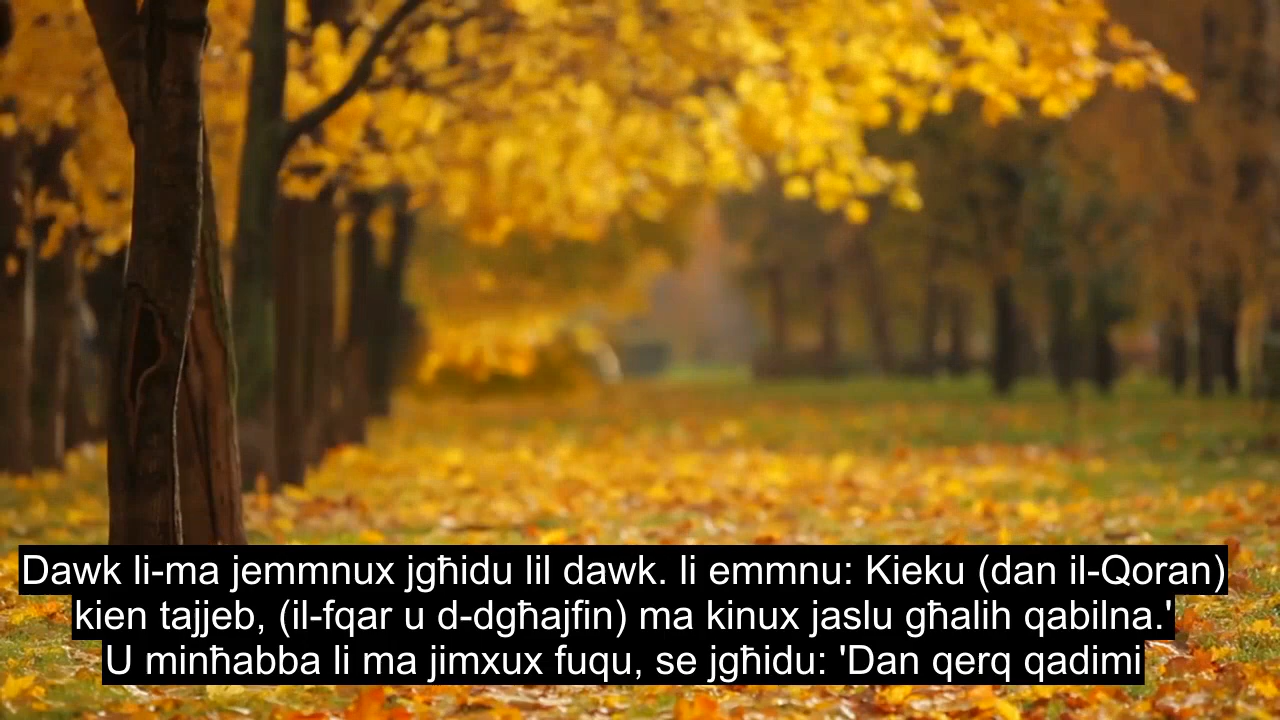 Dawk li-ma jemmnux jgħidu lil dawk. li emmnu: Kieku (dan il-Qoran)
kien tajjeb, (il-fqar u d-dgħajfin) ma kinux jaslu għalih qabilna.'
U minħabba li ma jimxux fuqu, se jgħidu: 'Dan qerq qadimi